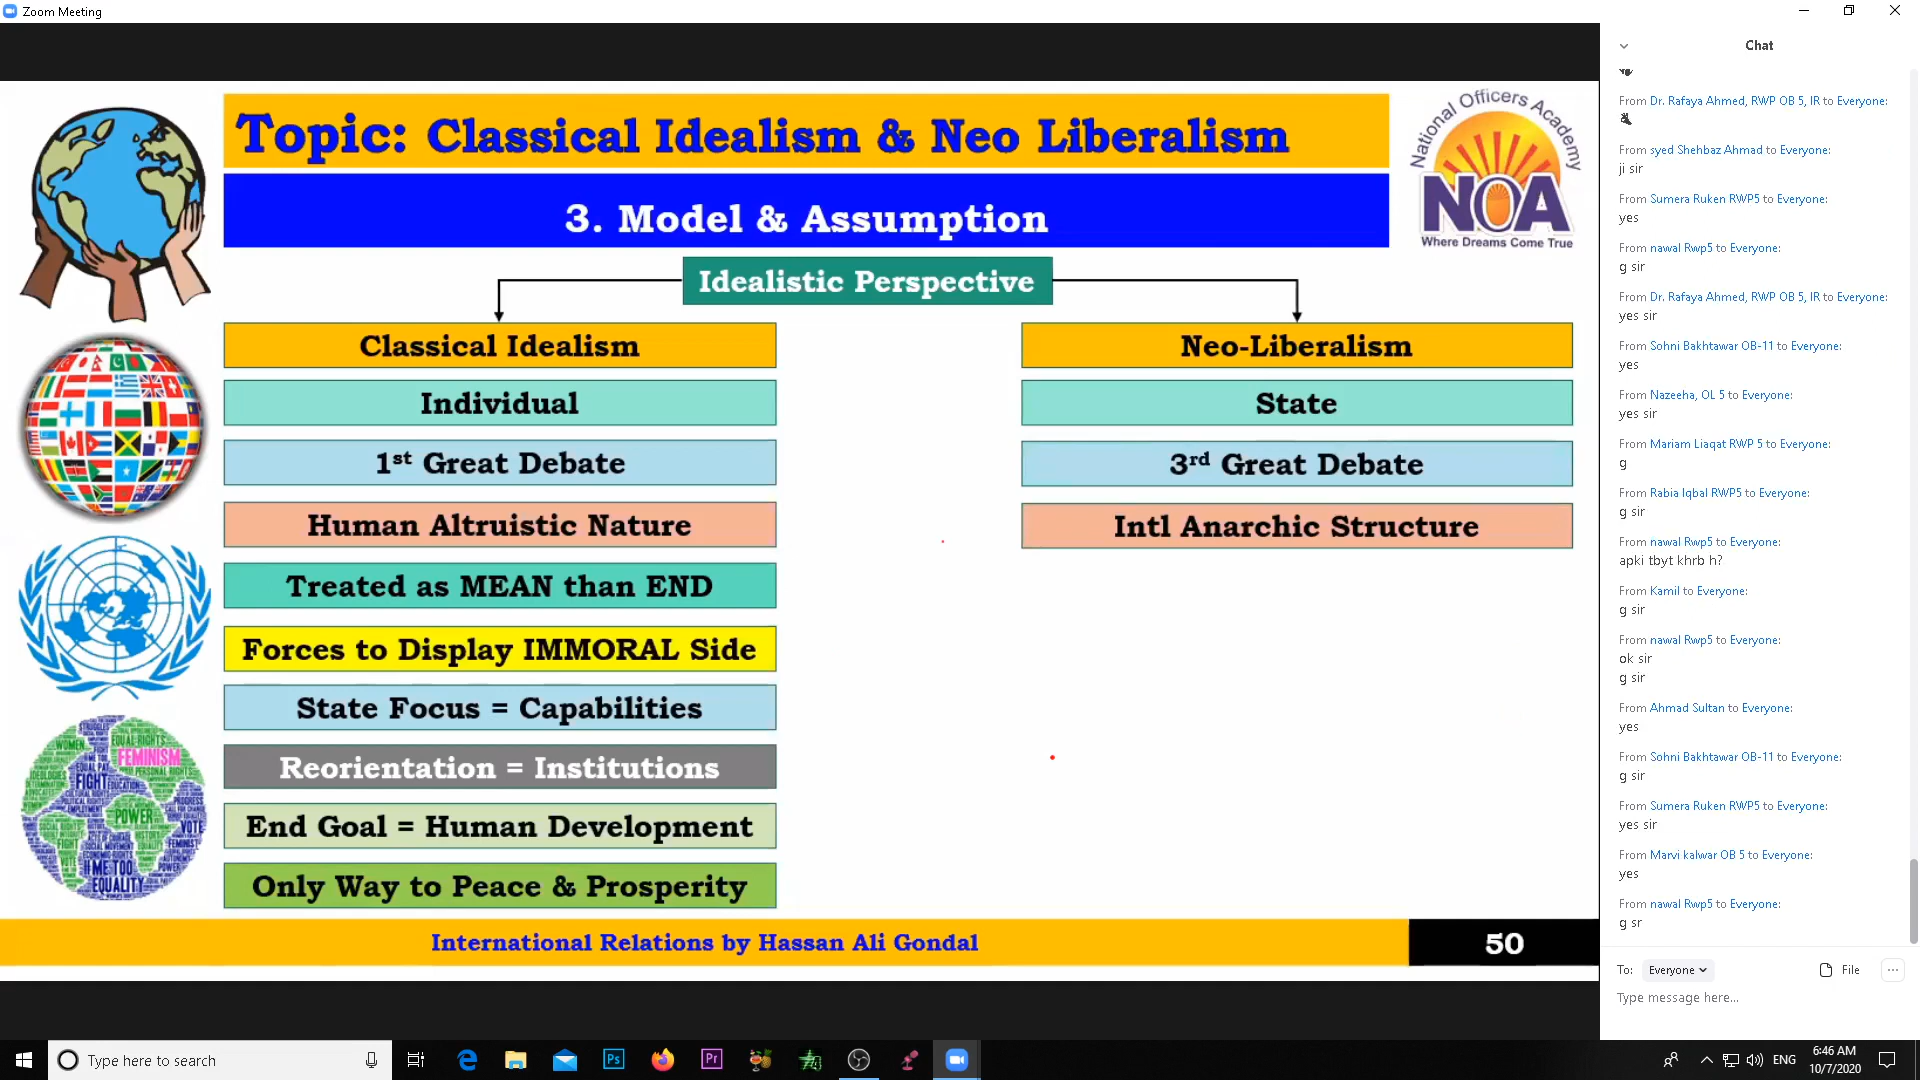 Zoom Meeting
Topic: Classical Idealism & Neo Liberalism
3. Model & Assumption
National Officers Academy
NOA
Where Dreams Come True
Idealistic Perspective
Classical Idealism
Individual
1st Great Debate
Human Altruistic Nature
Treated as MEAN than END
Forces to Display IMMORAL Side
State Focus = Capabilities
Reorientation = Institutions
End Goal = Human Development
Only Way to Peace & Prosperity
Neo-Liberalism
State
3rd Great Debate
Intl Anarchic Structure
WOMEN
EQUAL RIGHTS
FEMINISM
FIGHT
POWER
VOTE
#METOO
EQUALITY
International Relations by Hassan Ali Gondal
50
Chat
From Dr. Rafaya Ahmed, RWP OB 5, IR to Everyone:
From syed Shehbaz Ahmad to Everyone:
ji sir
From Sumera Ruken RWP5 to Everyone:
yes
From nawal Rwp5 to Everyone:
g sir
From Dr. Rafaya Ahmed, RWP OB 5, IR to Everyone:
yes sir
From Sohni Bakhtawar OB-11 to Everyone:
yes
From Nazeeha, OL 5 to Everyone:
yes sir
From Mariam Liaqat RWP 5 to Everyone:
g
From Rabia Iqbal RWP5 to Everyone:
g sir
From nawal Rwp5 to Everyone:
apki tbyt khrb h?
From Kamil to Everyone:
g sir
From nawal Rwp5 to Everyone:
ok sir
g sir
From Ahmad Sultan to Everyone:
yes
From Sohni Bakhtawar OB-11 to Everyone:
g sir
From Sumera Ruken RWP5 to Everyone:
yes sir
From Marvi kalwar OB 5 to Everyone:
yes
From nawal Rwp5 to Everyone:
g sr
To: Everyone
File
Type message here...
Type here to search
Ps
Pr
ENG
6:46 AM
10/7/2020